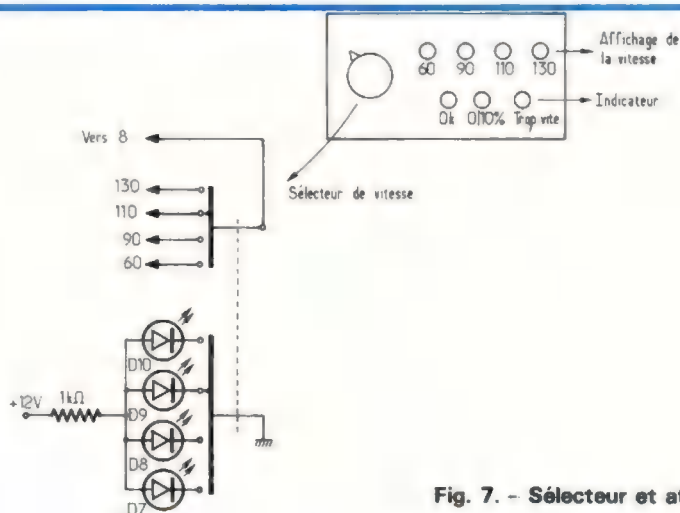 Affichage de
la vitesse
60 90 110 130
Indicateur
Ok 0|10% Trop vite
Sélecteur de vitesse
Vers 8
130
110
90
60
D10
D9
D8
D7
+12V
1kΩ
Fig. 7. – Sélecteur et